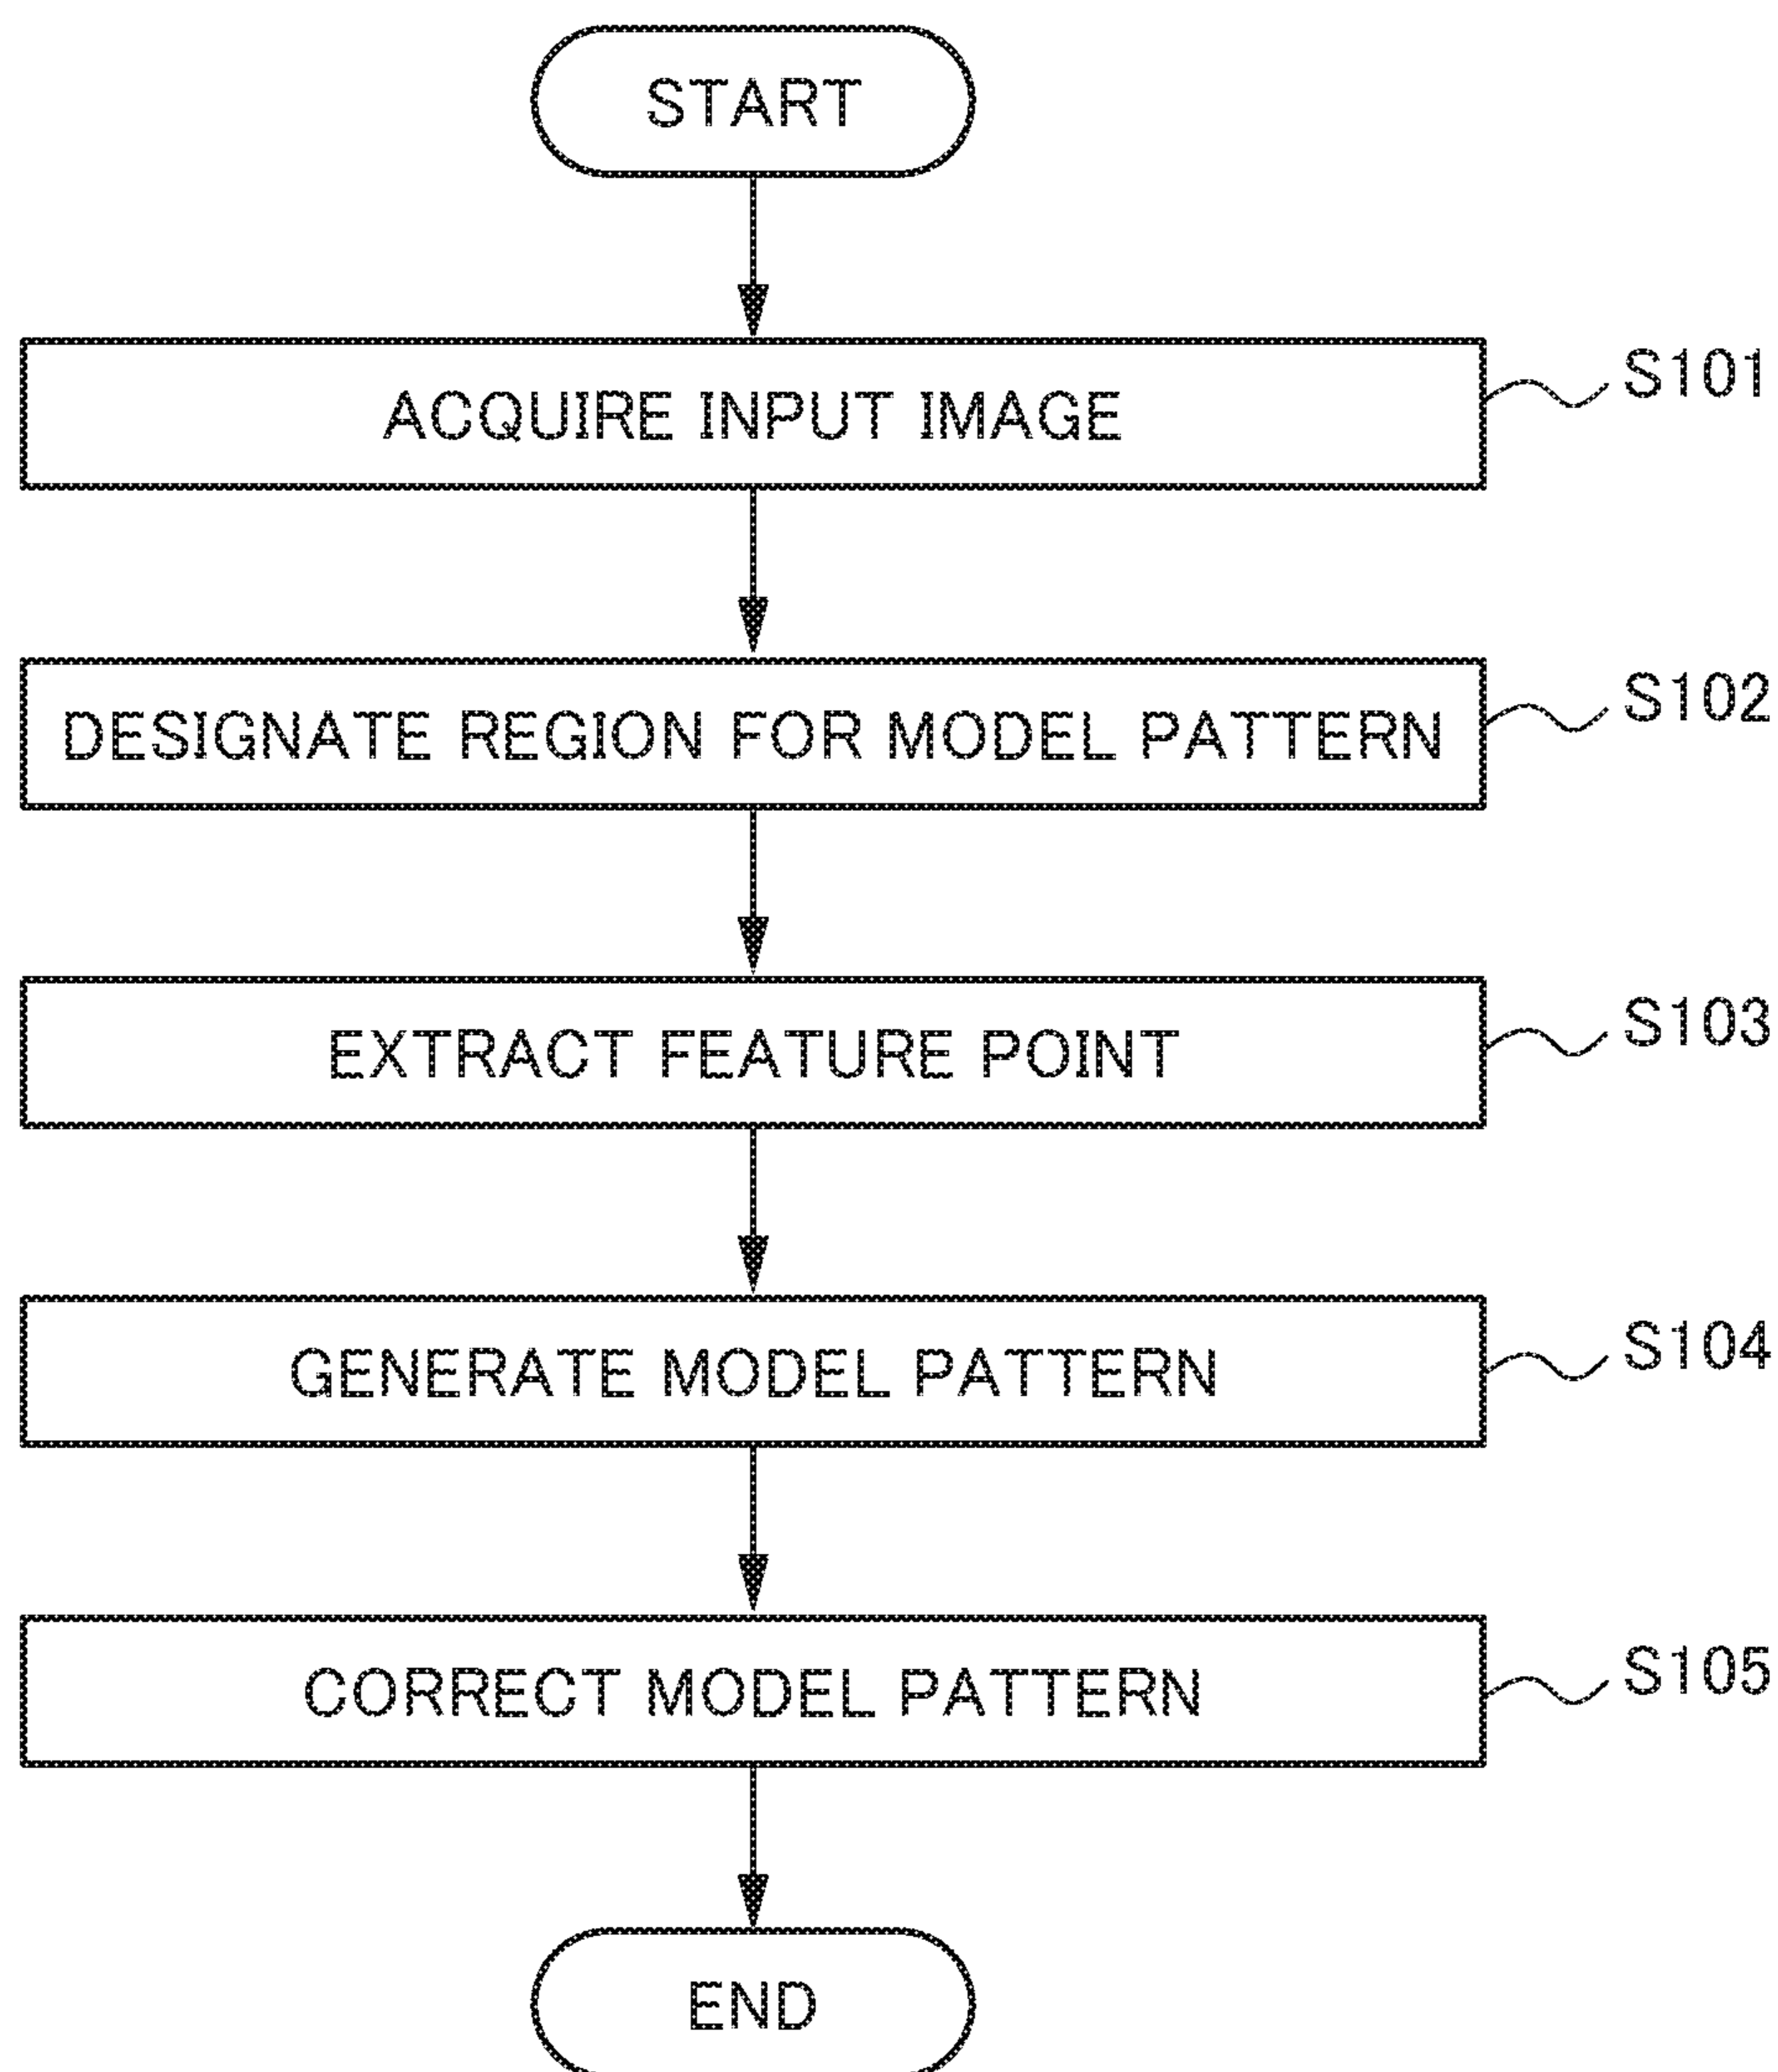 START
ACQUIRE INPUT IMAGE
S101
DESIGNATE REGION FOR MODEL PATTERN
S102
EXTRACT FEATURE POINT
S103
GENERATE MODEL PATTERN
S104
CORRECT MODEL PATTERN
S105
END